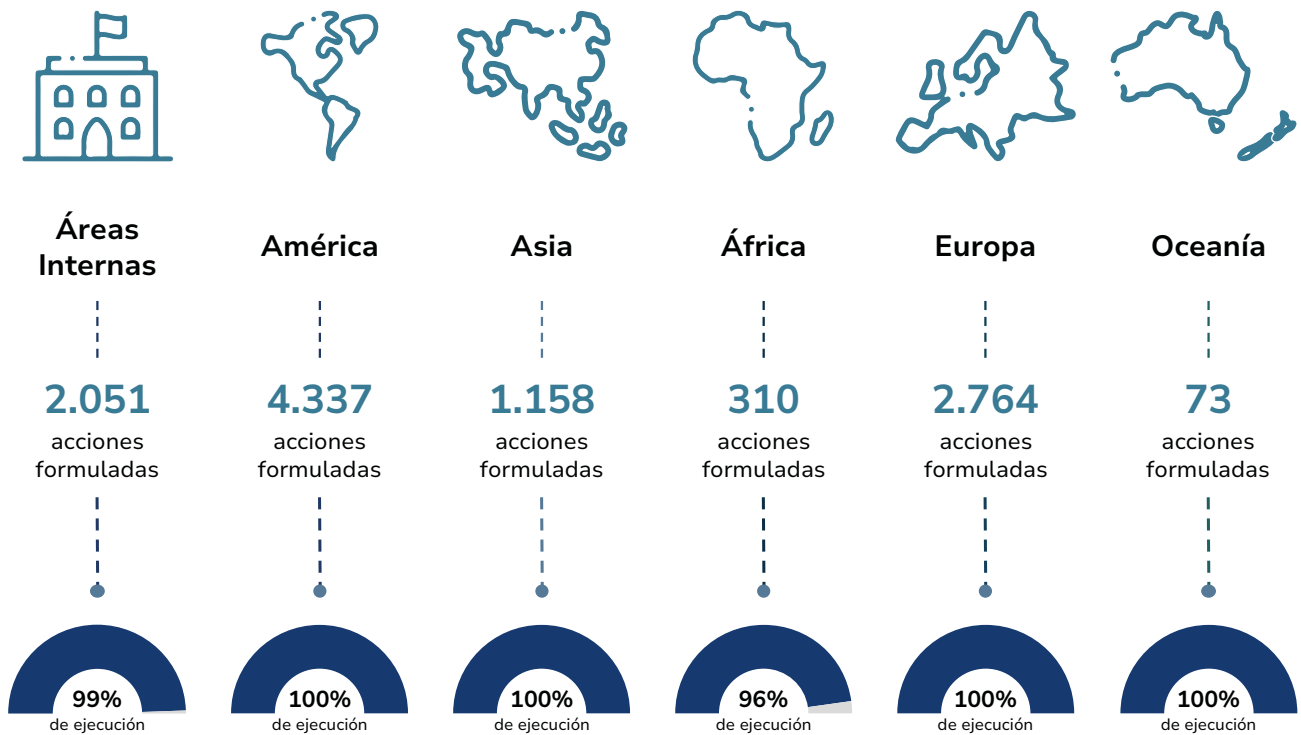 Áreas
Internas
2.051
acciones
formuladas
99%
de ejecución
América
4.337
acciones
formuladas
100%
de ejecución
Asia
1.158
acciones
formuladas
100%
de ejecución
África
310
acciones
formuladas
96%
de ejecución
Europa
2.764
acciones
formuladas
100%
de ejecución
Oceanía
73
acciones
formuladas
100%
de ejecución